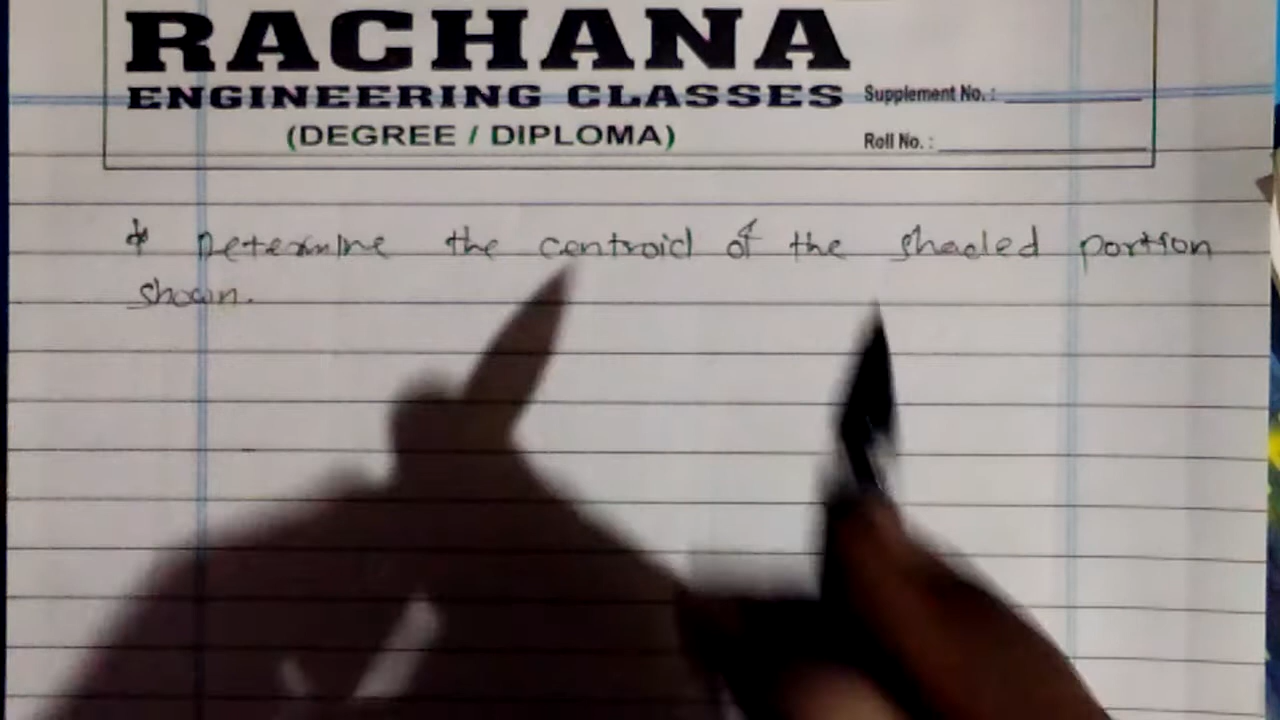 RACHANA
ENGINEERING CLASSES
Supplement No. :
(DEGREE / DIPLOMA)
Roll No. :
* Determine the centroid of the shaded portion
shown.